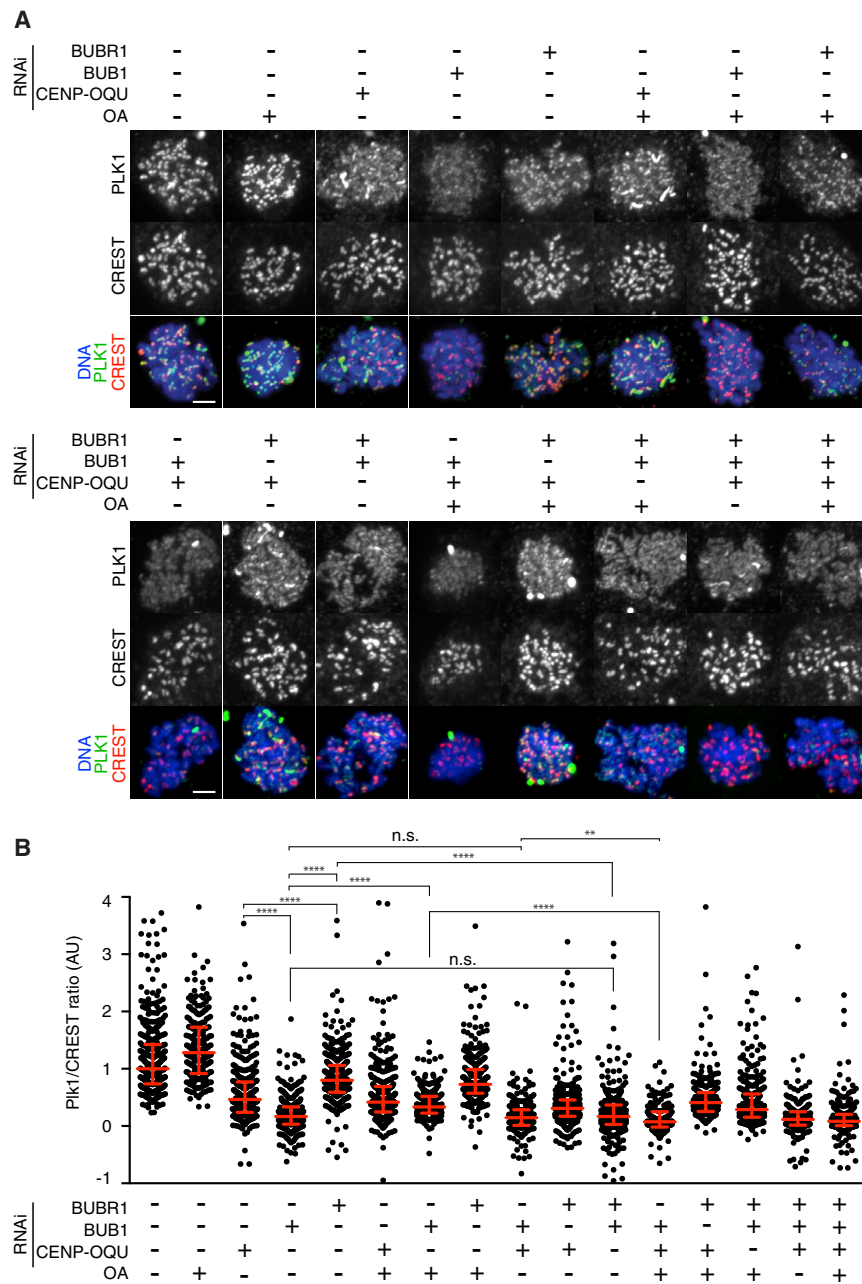 A
RNAi
BUBR1 - - - - + - - +
BUB1 - - - + - - + -
CENP-OQU - - + - - + - -
OA - + - - - + + +
PLK1
CREST
DNA
PLK1
CREST
RNAi
BUBR1 - + + - + + + +
BUB1 + - + + - + + +
CENP-OQU + + - + + - + +
OA - - - + + + - +
PLK1
CREST
DNA
PLK1
CREST
B
n.s.
**
****
****
****
****
****
****
n.s.
Plk1/CREST ratio (AU)
4
3
2
1
0
-1
RNAi
BUBR1 - - - - + - - + - + + - + + + +
BUB1 - - - + - - + - + - + + - + + +
CENP-OQU - - + - - + - - + + - + + - + +
OA - + - - - + + + - - - + + + - +